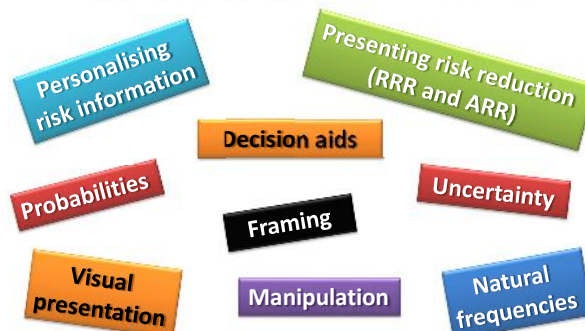 Personalising
risk information
Presenting risk reduction
(RRR and ARR)
Decision aids
Probabilities
Uncertainty
Framing
Visual
presentation
Manipulation
Natural
frequencies